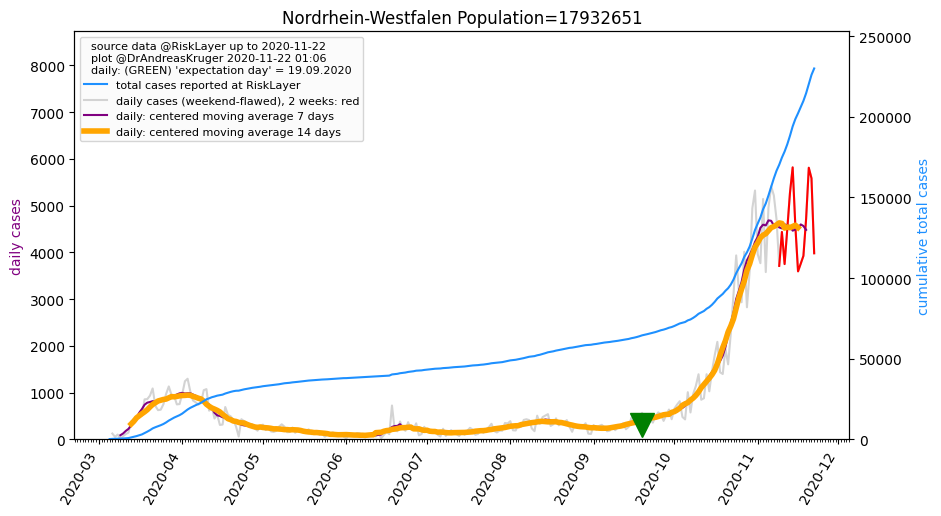 Nordrhein-Westfalen Population=17932651
source data @RiskLayer up to 2020-11-22
plot @DrAndreasKruger 2020-11-22 01:06
daily: (GREEN) 'expectation day' = 19.09.2020
total cases reported at RiskLayer
daily cases (weekend-flawed), 2 weeks: red
daily: centered moving average 7 days
daily: centered moving average 14 days
daily cases
8000
7000
6000
5000
4000
3000
2000
1000
0
250000
200000
150000
100000
50000
0
cumulative total cases
2020-03
2020-04
2020-05
2020-06
2020-07
2020-08
2020-09
2020-10
2020-11
2020-12